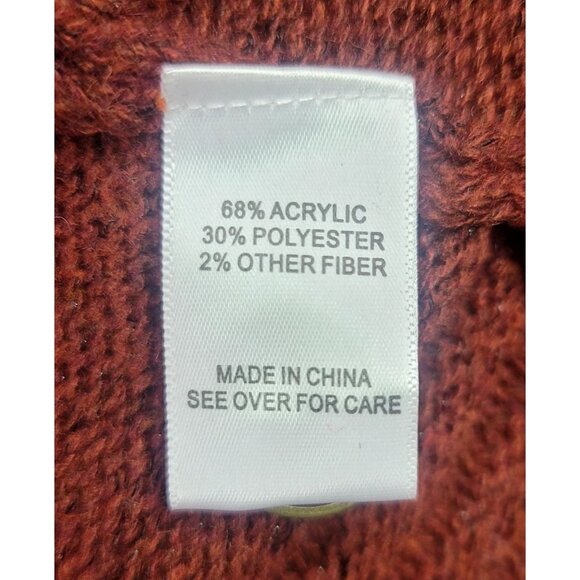 68% ACRYLIC
30% POLYESTER
2% OTHER FIBER
MADE IN CHINA
SEE OVER FOR CARE